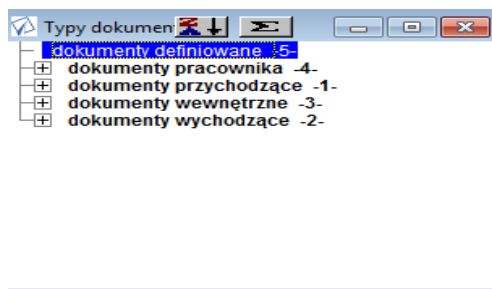 Typy dokumen
dokumenty definiowane -5-
dokumenty pracownika -4-
dokumenty przychodzące -1-
dokumenty wewnętrzne -3-
dokumenty wychodzące -2-